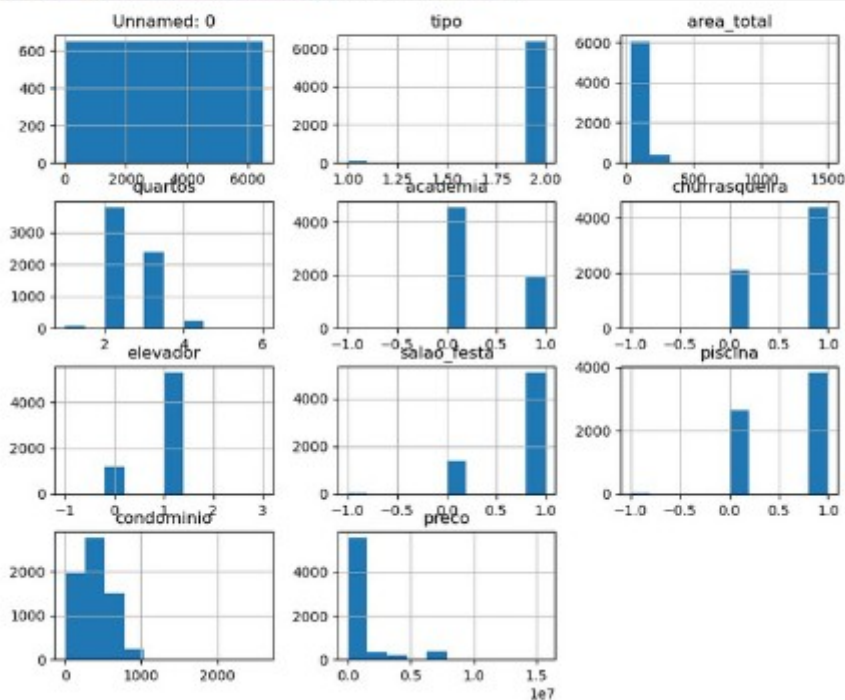 Unnamed: 0
tipo
area_total
600
400
200
0
6000
4000
2000
0
6000
4000
2000
0
0 2000 4000 6000
1.00 1.25 1.50 1.75 2.00
0 500 1000 1500
quartos
academia
churrasqueira
3000
2000
1000
0
4000
2000
0
4000
2000
0
2 4 6
−1.0 −0.5 0.0 0.5 1.0
−1.0 −0.5 0.0 0.5 1.0
elevador
salao_festa
piscina
4000
2000
0
4000
2000
0
4000
2000
0
−1 0 1 2 3
−1.0 −0.5 0.0 0.5 1.0
−1.0 −0.5 0.0 0.5 1.0
condominio
preco
2000
1000
0
4000
2000
0
0 1000 2000
0.0 0.5 1.0 1.5
1e7